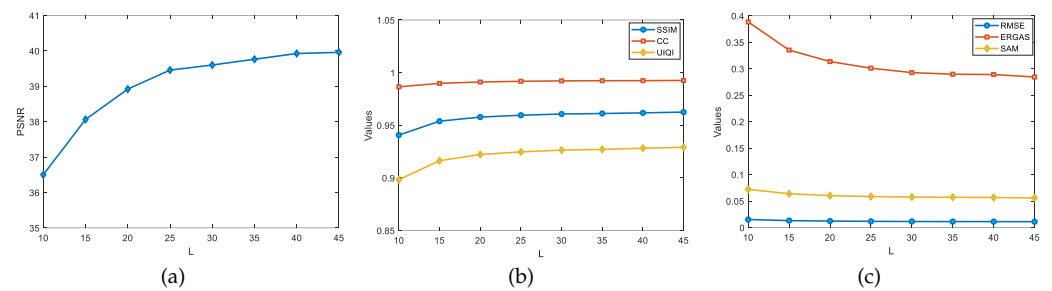 41
40
39
38
37
36
35
PSNR
10 15 20 25 30 35 40 45
L
(a)
1.05
1
0.95
0.9
0.85
Values
SSIM
CC
UIQI
10 15 20 25 30 35 40 45
L
(b)
0.4
0.35
0.3
0.25
0.2
0.15
0.1
0.05
0
Values
RMSE
ERGAS
SAM
10 15 20 25 30 35 40 45
L
(c)